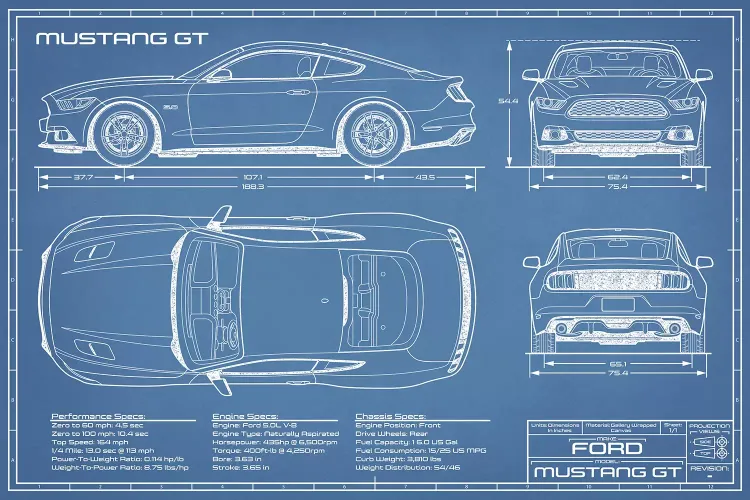 MUSTANG GT
54.4
37.7
107.1
43.5
188.3
62.4
75.4
65.1
75.4
Performance Specs:
Zero to 60 mph: 4.5 sec
Zero to 100 mph: 10.4 sec
Top Speed: 164 mph
1/4 Mile: 13.0 sec @ 113 mph
Power-To-Weight Ratio: 0.114 hp/lb
Weight-To-Power Ratio: 8.75 lbs/hp
Engine Specs:
Engine: Ford 5.0L V-8
Engine Type: Naturally Aspirated
Horsepower: 435hp @ 6,500rpm
Torque: 400ft-lb @ 4,250rpm
Bore: 3.63 in
Stroke: 3.65 in
Chassis Specs:
Engine Position: Front
Drive Wheels: Rear
Fuel Capacity: 16.0 US Gal
Fuel Consumption: 15/25 US MPG
Curb Weight: 3,810 lbs
Weight Distribution: 54/46
Units: Dimensions In Inches
Material: Gallery Wrapped Canvas
Sheet: 1/1
MAKE
FORD
MODEL
MUSTANG GT
PROJECTION VIEWS:
SIDE
TOP
REVISION: